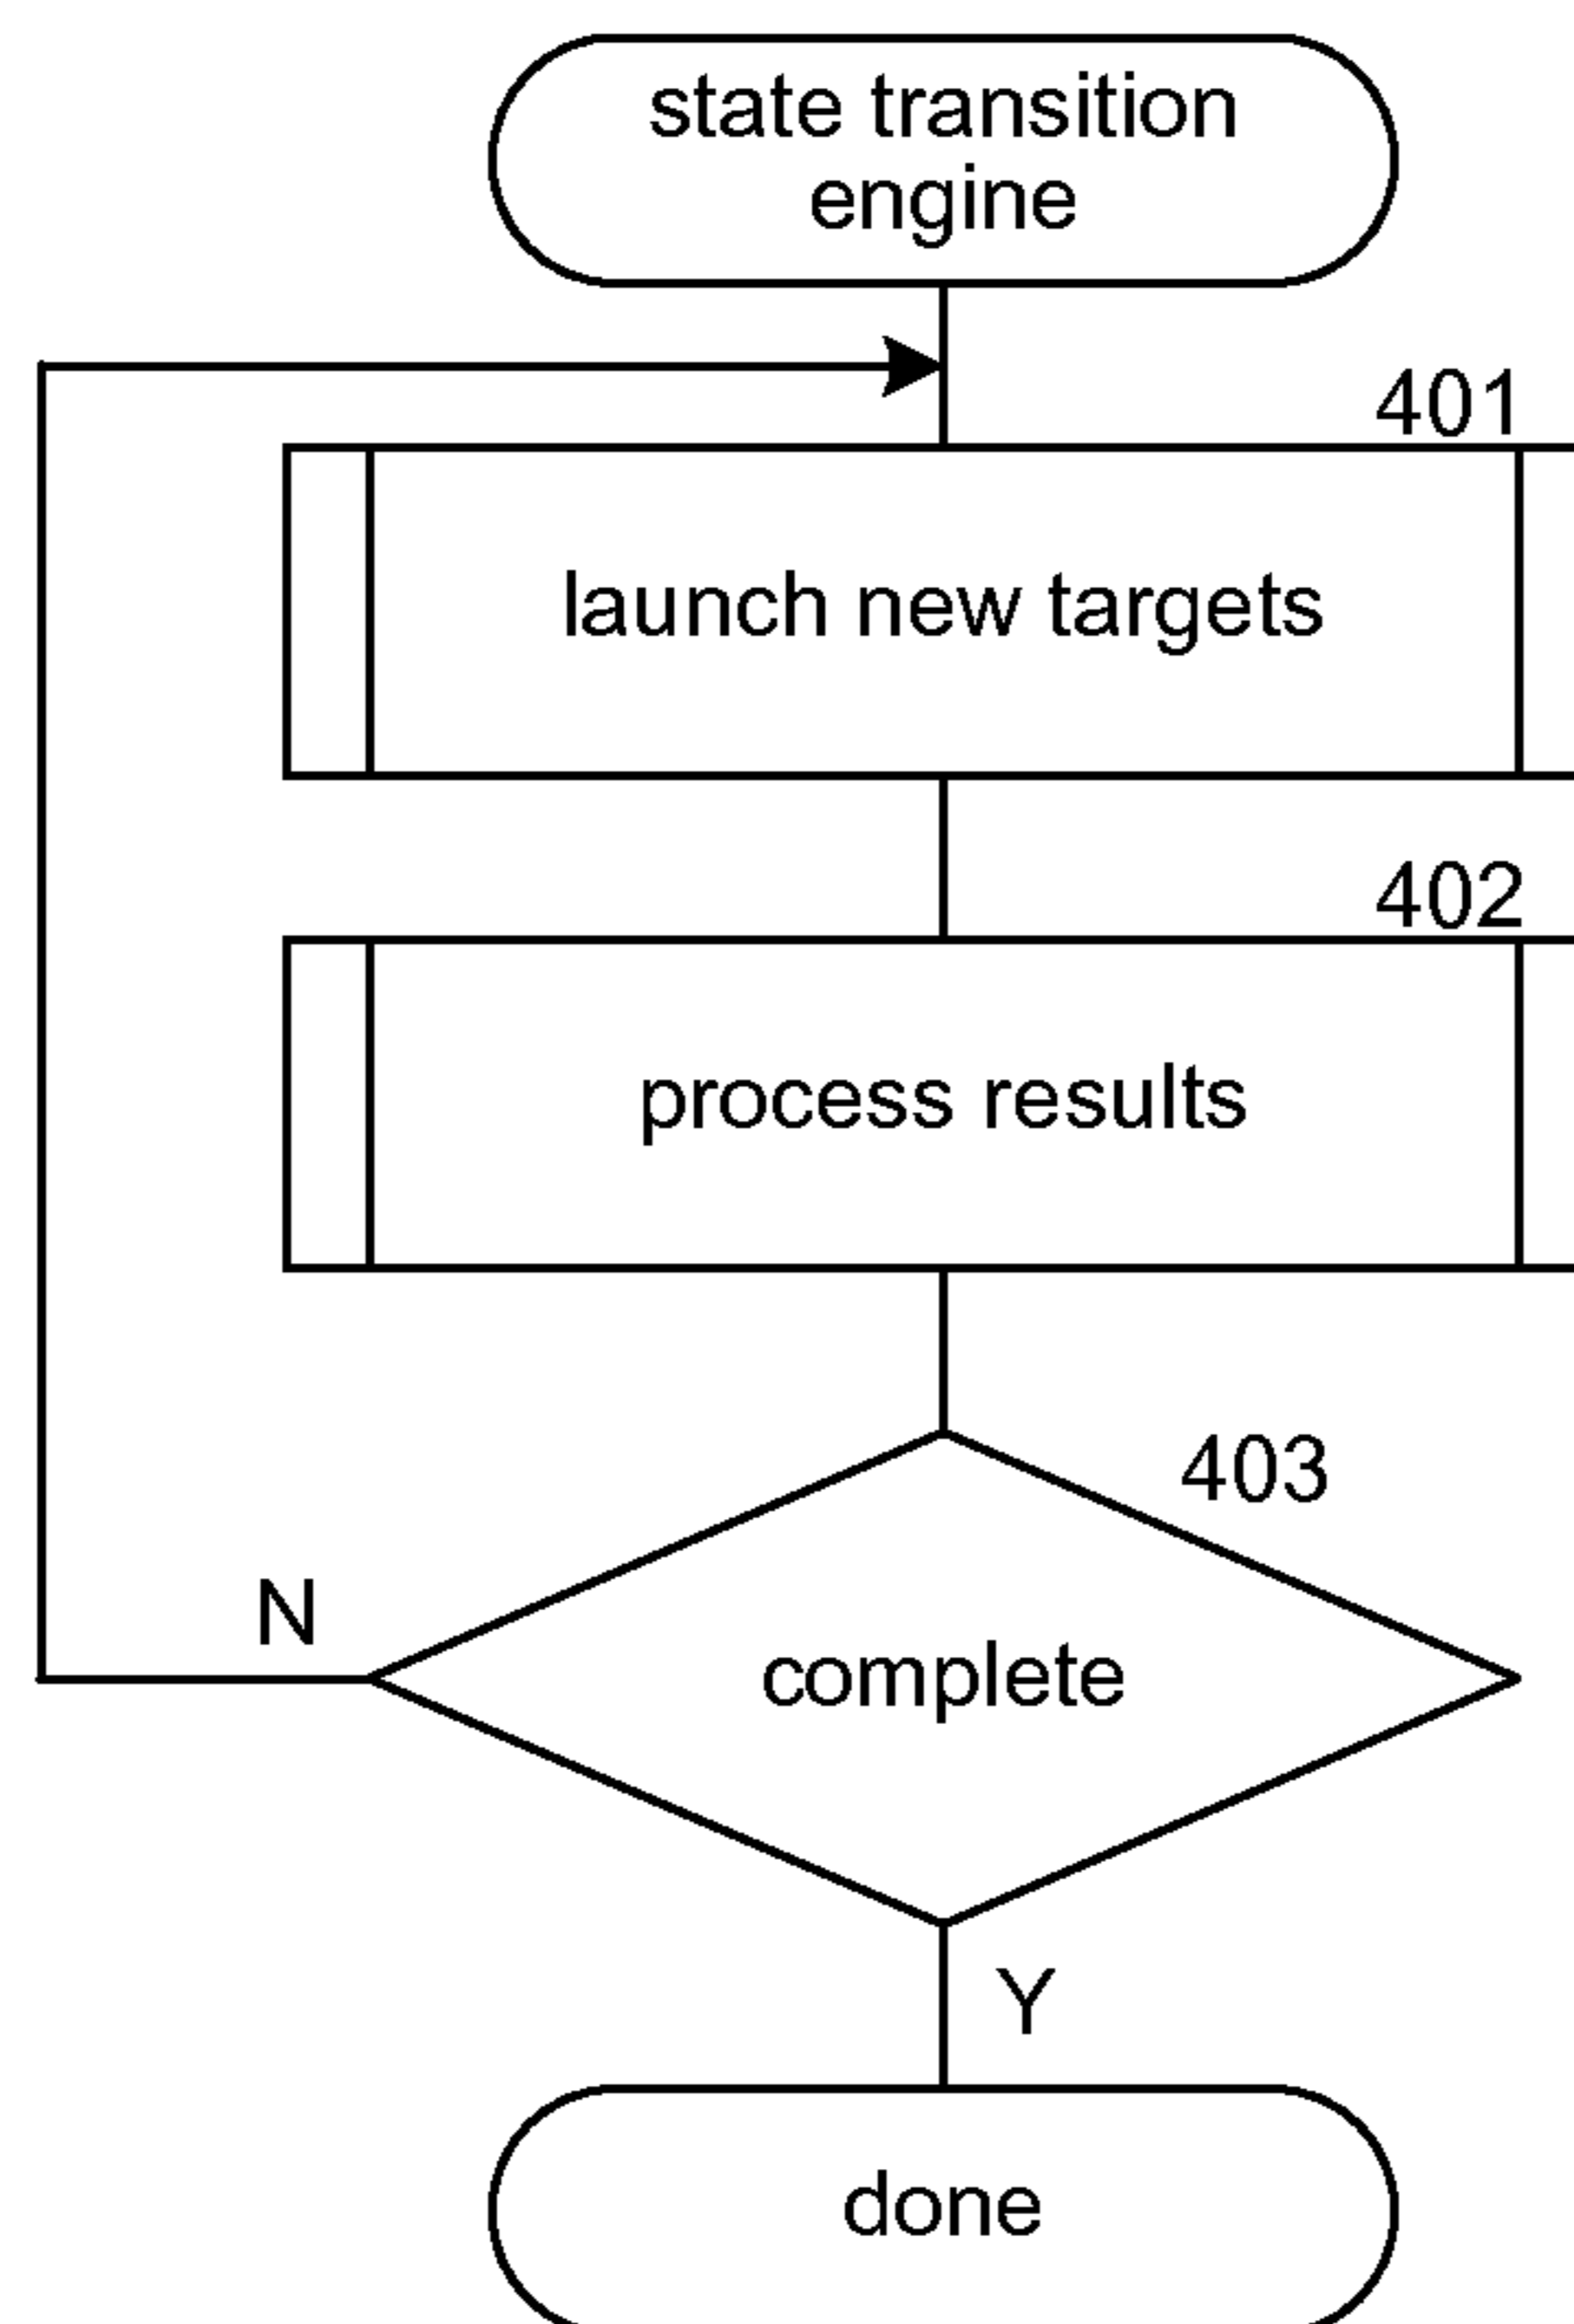 state transition
engine
401
launch new targets
402
process results
403
N
complete
Y
done